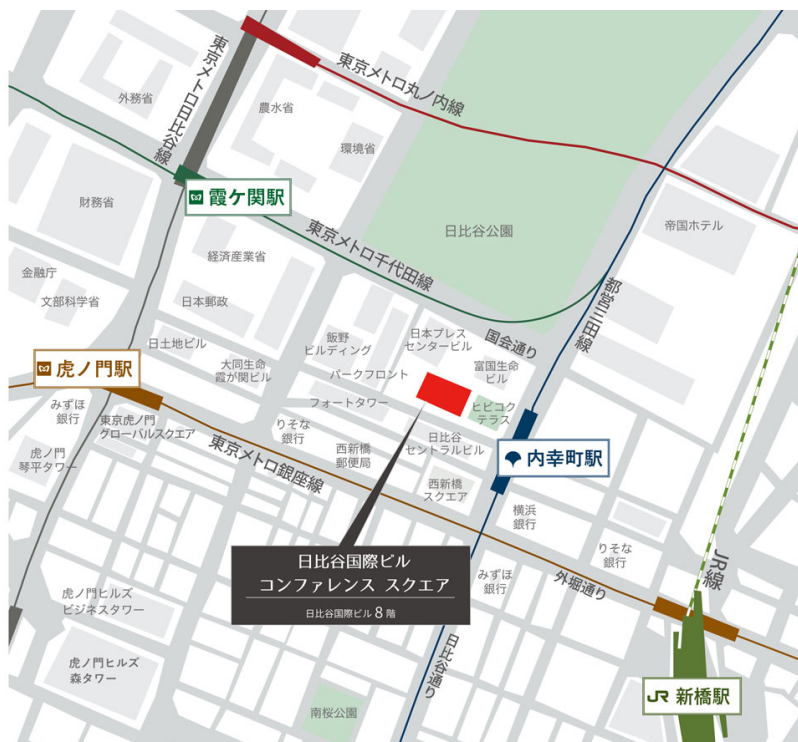 東京メトロ丸ノ内線
東京メトロ日比谷線
外務省
農水省
環境省
霞ケ関駅
財務省
日比谷公園
帝国ホテル
東京メトロ千代田線
経済産業省
金融庁
文部科学省
日本郵政
都営三田線
国会通り
日土地ビル
飯野
ビルディング
日本プレス
センタービル
富国生命
ビル
大同生命
霞が関ビル
パークフロント
虎ノ門駅
フォートタワー
ヒビコク
テラス
みずほ
銀行
東京虎ノ門
グローバルスクエア
りそな
銀行
西新橋
郵便局
日比谷
セントラルビル
内幸町駅
虎ノ門
琴平タワー
東京メトロ銀座線
西新橋
スクエア
横浜
銀行
りそな
銀行
JR線
日比谷国際ビル
コンファレンス スクエア
日比谷国際ビル 8 階
みずほ
銀行
外堀通り
虎ノ門ヒルズ
ビジネスタワー
日比谷通り
虎ノ門ヒルズ
森タワー
JR 新橋駅
南桜公園